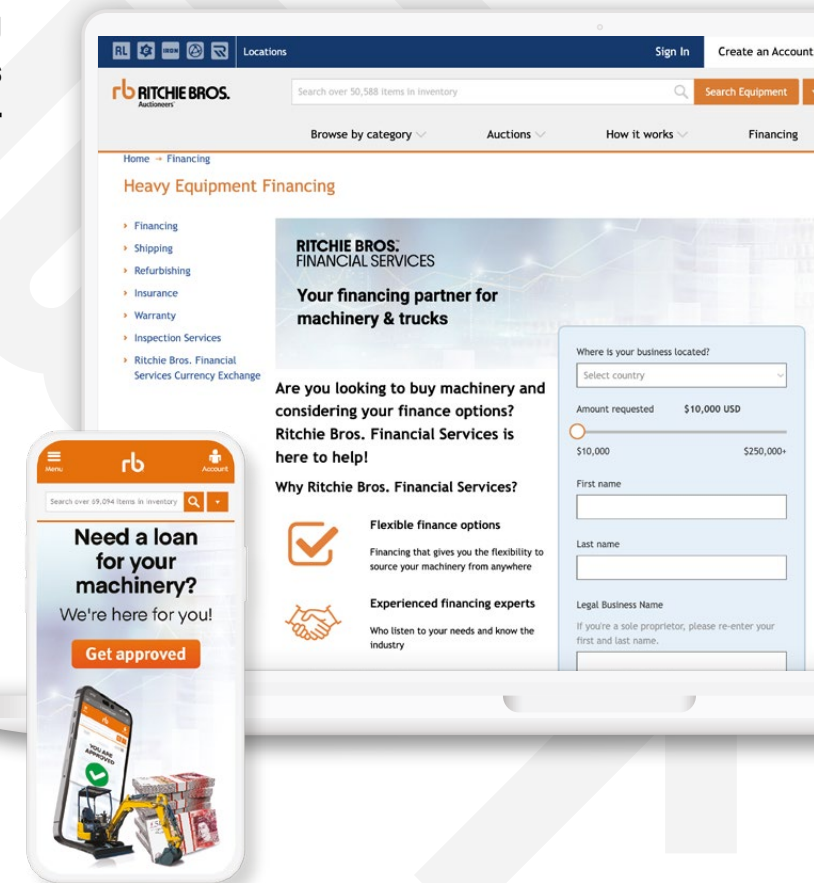 RL IRON Locations
Sign In Create an Account
rb RITCHIE BROS.
Auctioneers
Search over 50,588 items in inventory
Search Equipment
Browse by category Auctions How it works Financing
Home → Financing
Heavy Equipment Financing
Financing
Shipping
Refurbishing
Insurance
Warranty
Inspection Services
Ritchie Bros. Financial
Services Currency Exchange
RITCHIE BROS.
FINANCIAL SERVICES
Your financing partner for
machinery & trucks
Are you looking to buy machinery and
considering your finance options?
Ritchie Bros. Financial Services is
here to help!
Why Ritchie Bros. Financial Services?
Flexible finance options
Financing that gives you the flexibility to
source your machinery from anywhere
Experienced financing experts
Who listen to your needs and know the
industry
Where is your business located?
Select country
Amount requested $10,000 USD
$10,000 $250,000+
First name
Last name
Legal Business Name
If you're a sole proprietor, please re-enter your
first and last name.
Menu rb Account
Search over 69,094 items in inventory
Need a loan
for your
machinery?
We're here for you!
Get approved
YOU ARE
APPROVED